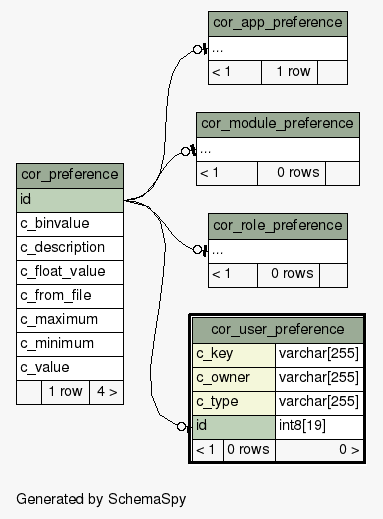 cor_app_preference
...
< 1 1 row
cor_module_preference
...
< 1 0 rows
cor_preference
id
c_binvalue
c_description
c_float_value
c_from_file
c_maximum
c_minimum
c_value
1 row 4 >
cor_role_preference
...
< 1 0 rows
cor_user_preference
c_key varchar[255]
c_owner varchar[255]
c_type varchar[255]
id int8[19]
< 1 0 rows 0 >
Generated by SchemaSpy